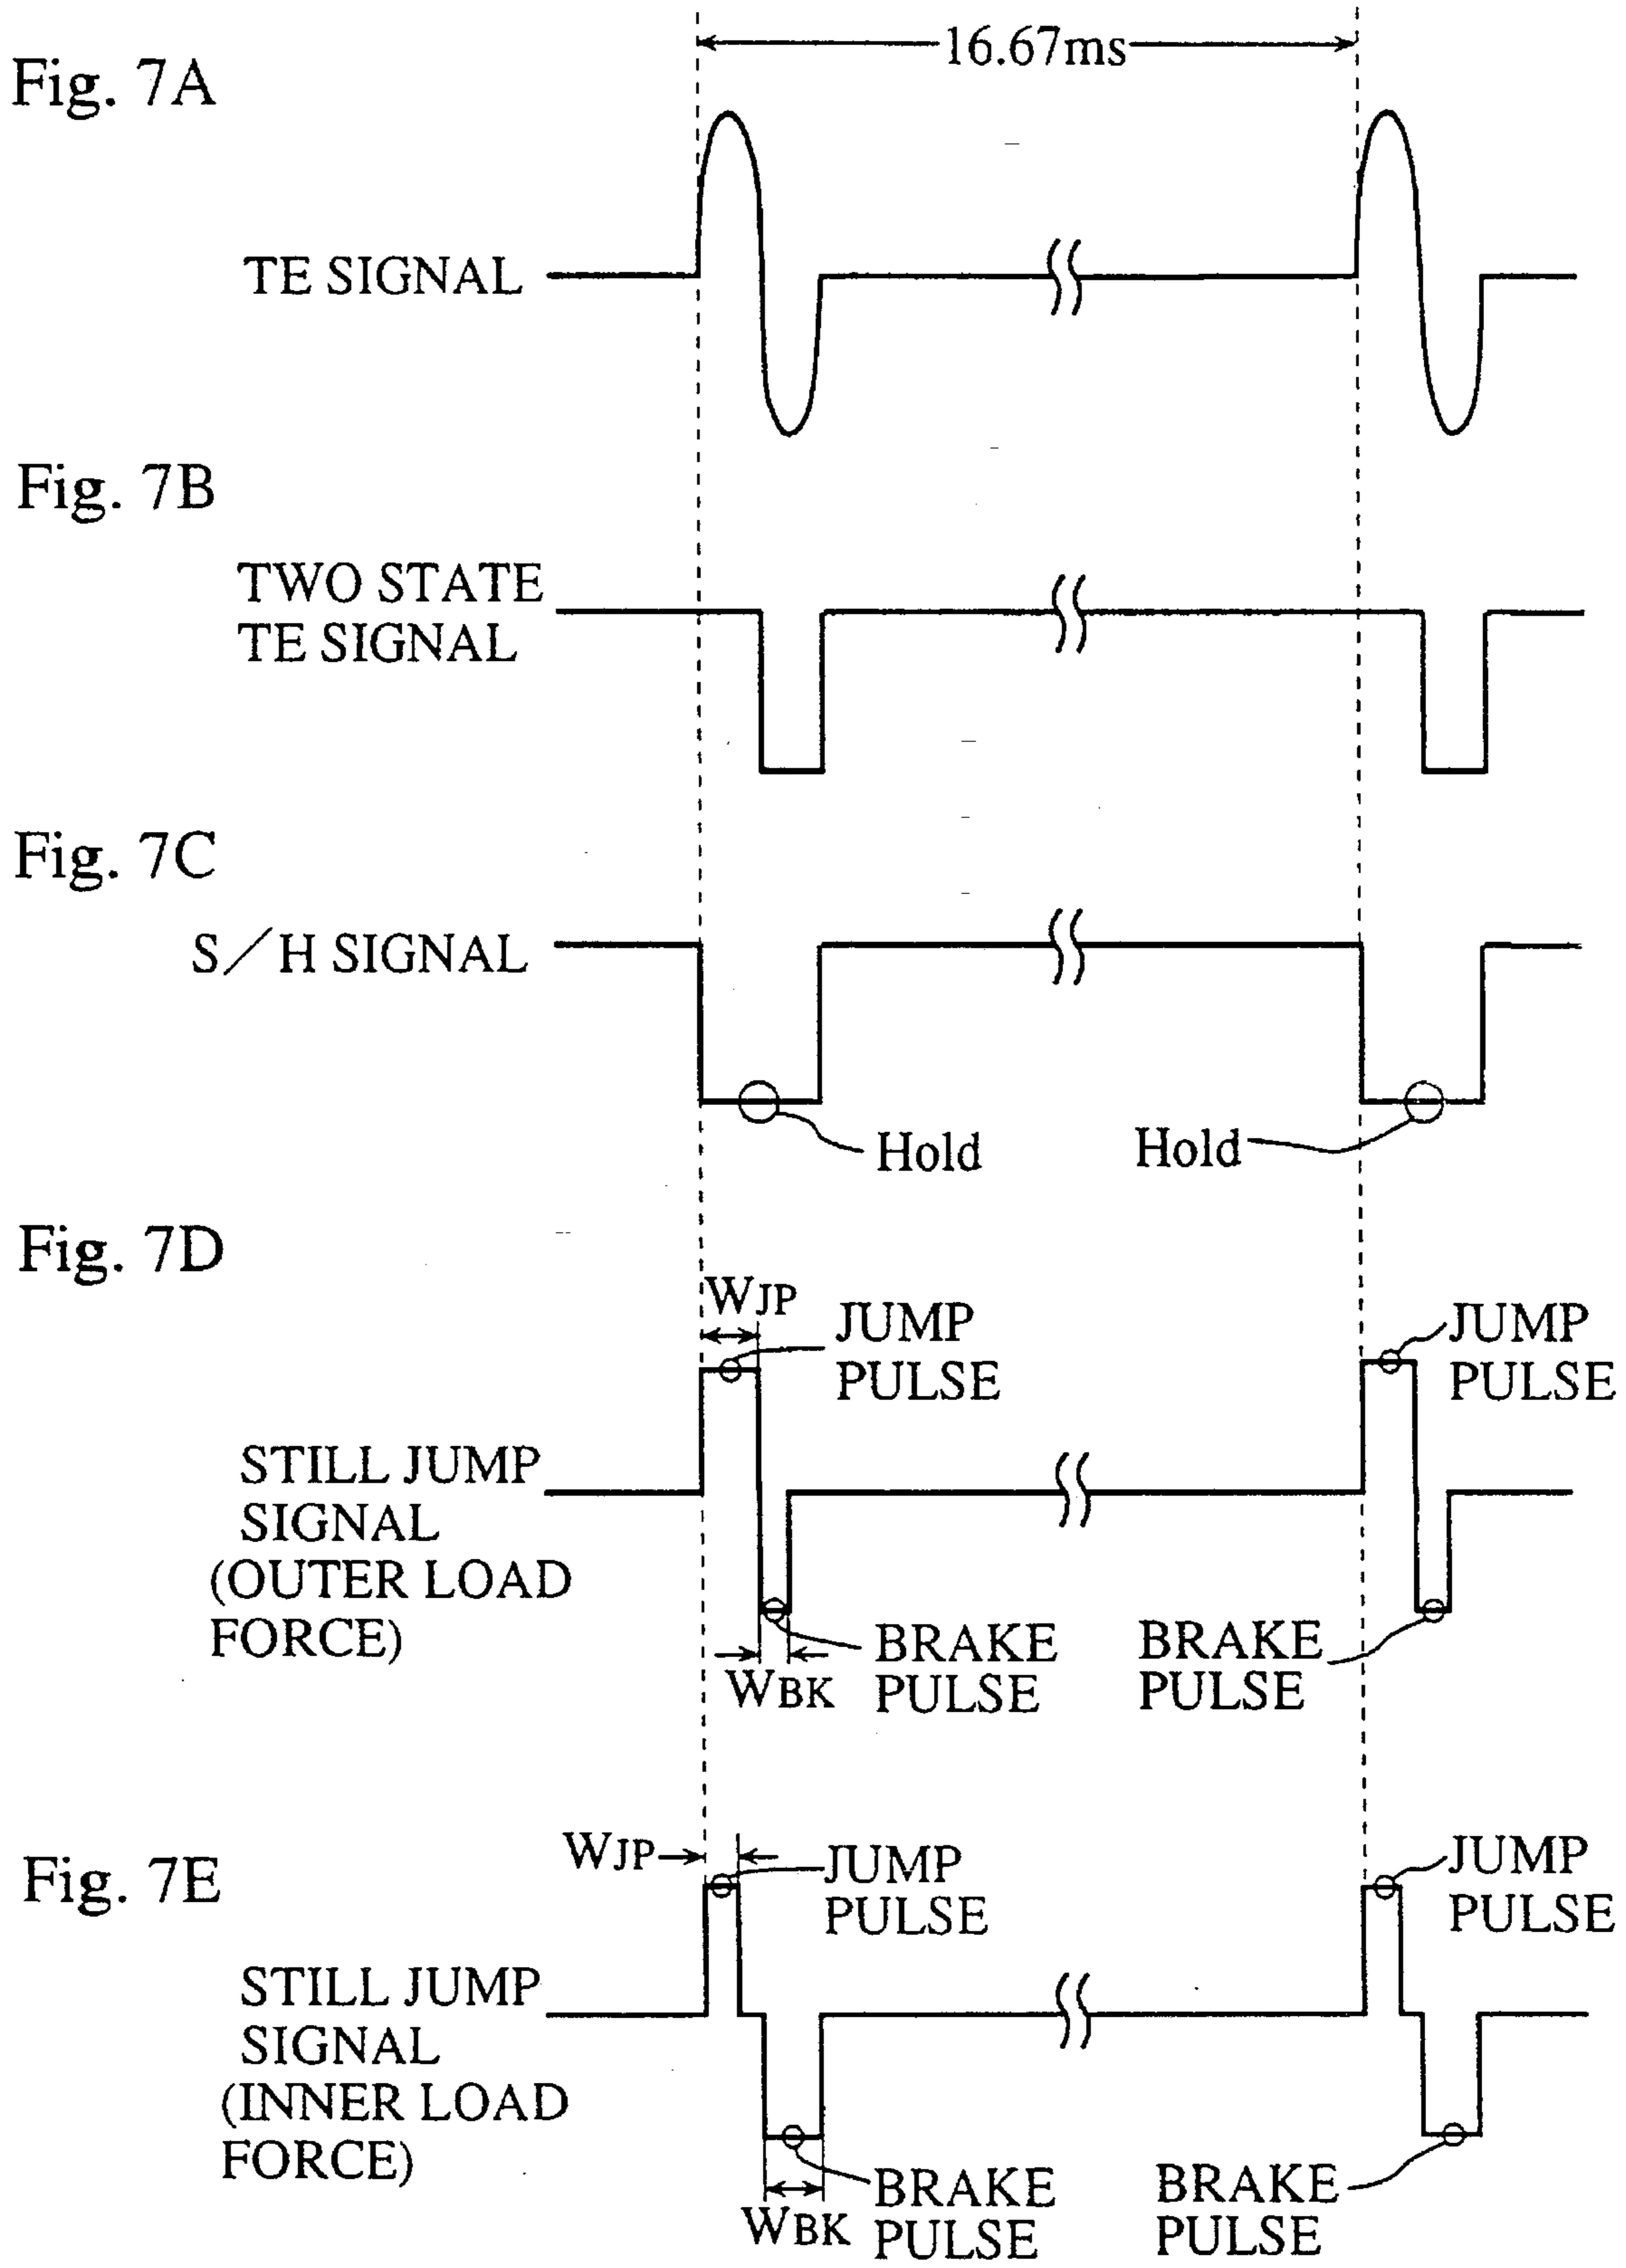 16.67ms
Fig. 7A
TE SIGNAL
Fig. 7B
TWO STATE
TE SIGNAL
Fig. 7C
S/H SIGNAL
Hold
Hold
Fig. 7D
WJP
JUMP
PULSE
JUMP
PULSE
STILL JUMP
SIGNAL
(OUTER LOAD
FORCE)
WBK
BRAKE
PULSE
BRAKE
PULSE
Fig. 7E
WJP
JUMP
PULSE
JUMP
PULSE
STILL JUMP
SIGNAL
(INNER LOAD
FORCE)
WBK
BRAKE
PULSE
BRAKE
PULSE